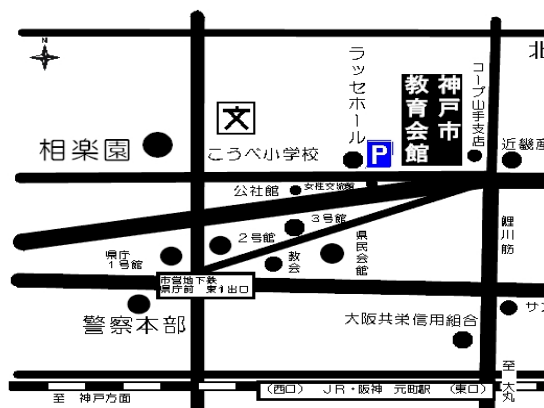 N
北
ラッセホール
神戸市
教育会館
コープ山手支店
文
相楽園
こうべ小学校
P
近畿産
公社館
女性交流館
3号館
2号館
県庁
1号館
教会
県民会館
鯉川筋
市営地下鉄
県庁前 東1出口
警察本部
大阪共栄信用組合
サン
至 神戸方面
(西口) JR・阪神 元町駅 (東口)
至 大丸